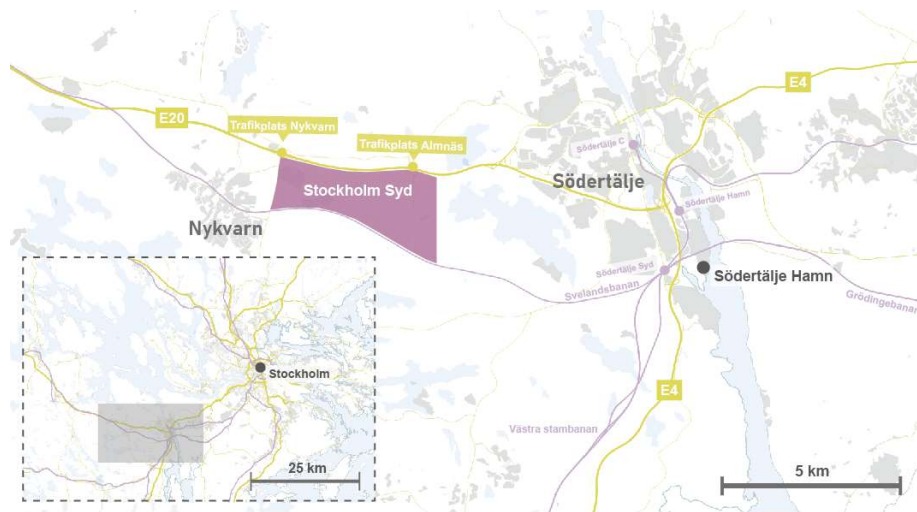 E4
E20
Trafikplats Nykvarn
Trafikplats Almnäs
Södertälje C
Stockholm Syd
Södertälje
Södertälje Hamn
Nykvarn
Södertälje Syd
Södertälje Hamn
Svelandsbanan
Grödingebanan
Stockholm
E4
Västra stambanan
25 km
5 km